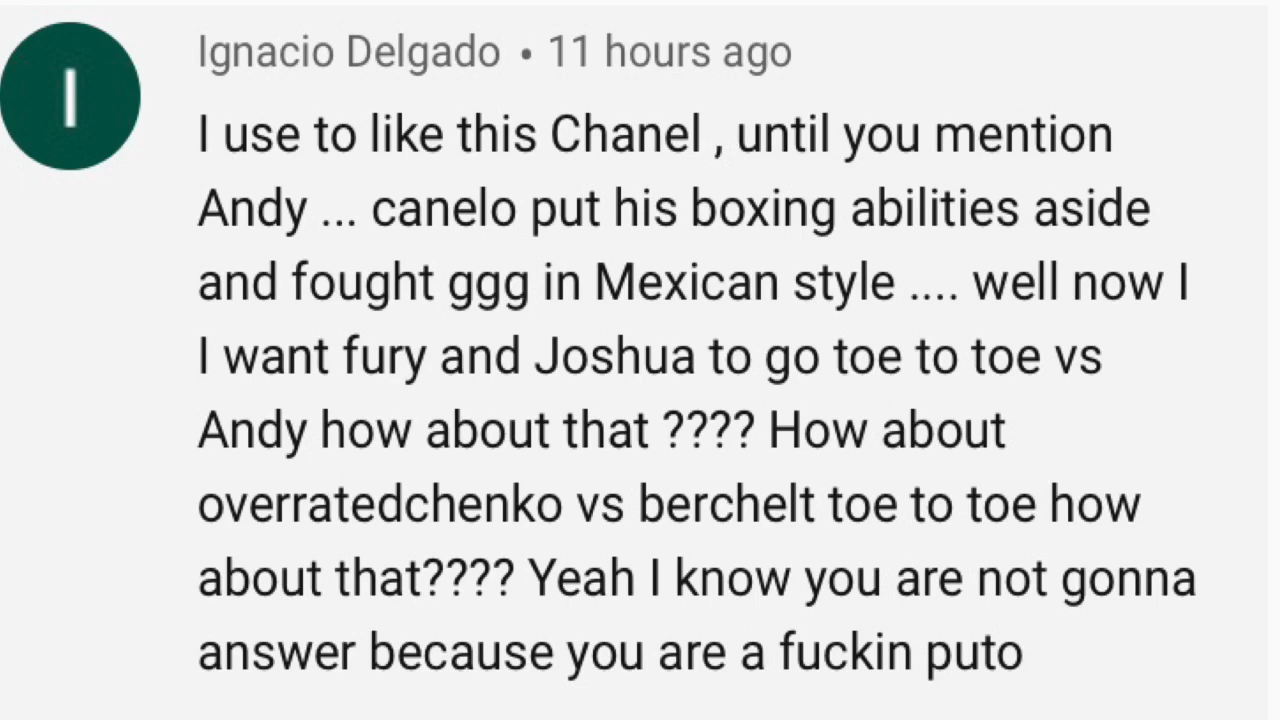 I
Ignacio Delgado • 11 hours ago
I use to like this Chanel , until you mention
Andy ... canelo put his boxing abilities aside
and fought ggg in Mexican style .... well now I
I want fury and Joshua to go toe to toe vs
Andy how about that ???? How about
overratedchenko vs berchelt toe to toe how
about that???? Yeah I know you are not gonna
answer because you are a fuckin puto